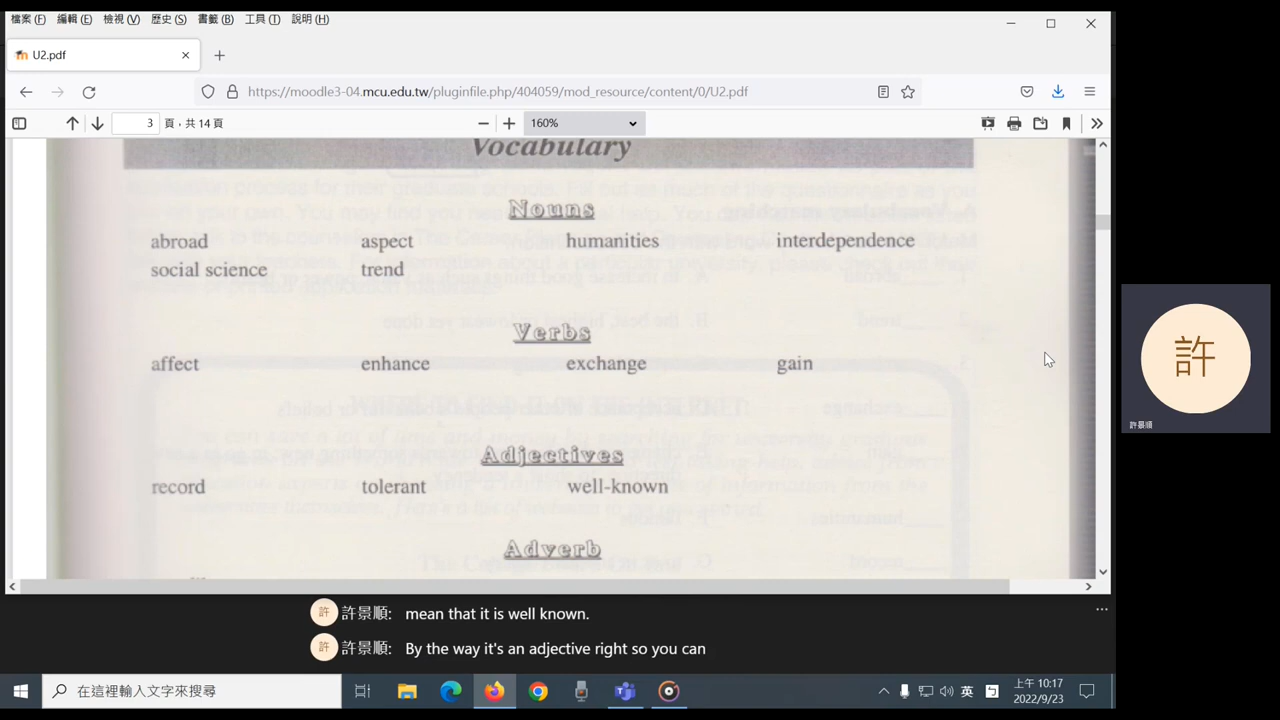 檔案 (F) 編輯 (E) 檢視 (V) 歷史 (S) 書籤 (B) 工具 (T) 說明 (H)
U2.pdf
https://moodle3-04.mcu.edu.tw/pluginfile.php/404059/mod_resource/content/0/U2.pdf
3 頁，共 14 頁 160%
Vocabulary
Nouns
abroad aspect humanities interdependence
social science trend
Verbs
affect enhance exchange gain
Adjectives
record tolerant well-known
Adverb
許
許景順
許 許景順: mean that it is well known.
許 許景順: By the way it's an adjective right so you can
在這裡輸入文字來搜尋
英
上午 10:17
2022/9/23